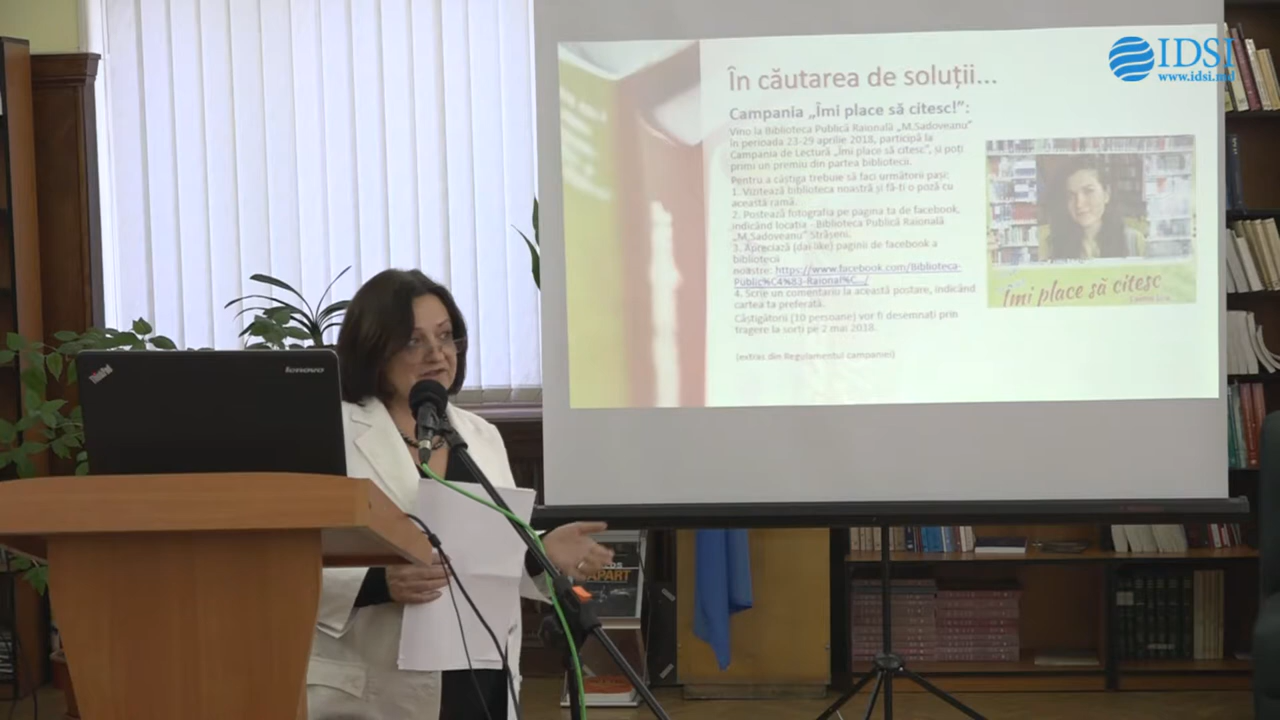 IDSI
www.idsi.md
În căutarea de soluții...
Campania „Îmi place să citesc!”:
Vino la Biblioteca Publică Raională „M.Sadoveanu”
în perioada 23-29 aprilie 2018, participă la
Campania de Lectură „Îmi place să citesc”, și poți
primi un premiu din partea bibliotecii.
Pentru a câștiga trebuie să faci următorii pași:
1. Vizitează biblioteca noastră și fă-ți o poză cu
această ramă.
2. Postează fotografia pe pagina ta de facebook,
indicând locația - Biblioteca Publică Raională
„M.Sadoveanu” Strășeni.
3. Apreciază (dai like) paginii de facebook a
bibliotecii
noastre: https://www.facebook.com/Biblioteca-
Public%C4%83-Raional%C.../
4. Scrie un comentariu la această postare, indicând
cartea ta preferată.
Câștigătorii (10 persoane) vor fi desemnați prin
tragere la sorți pe 2 mai 2018.
(extras din Regulamentul campaniei)
Îmi place să citesc
ThinkPad
lenovo
APART